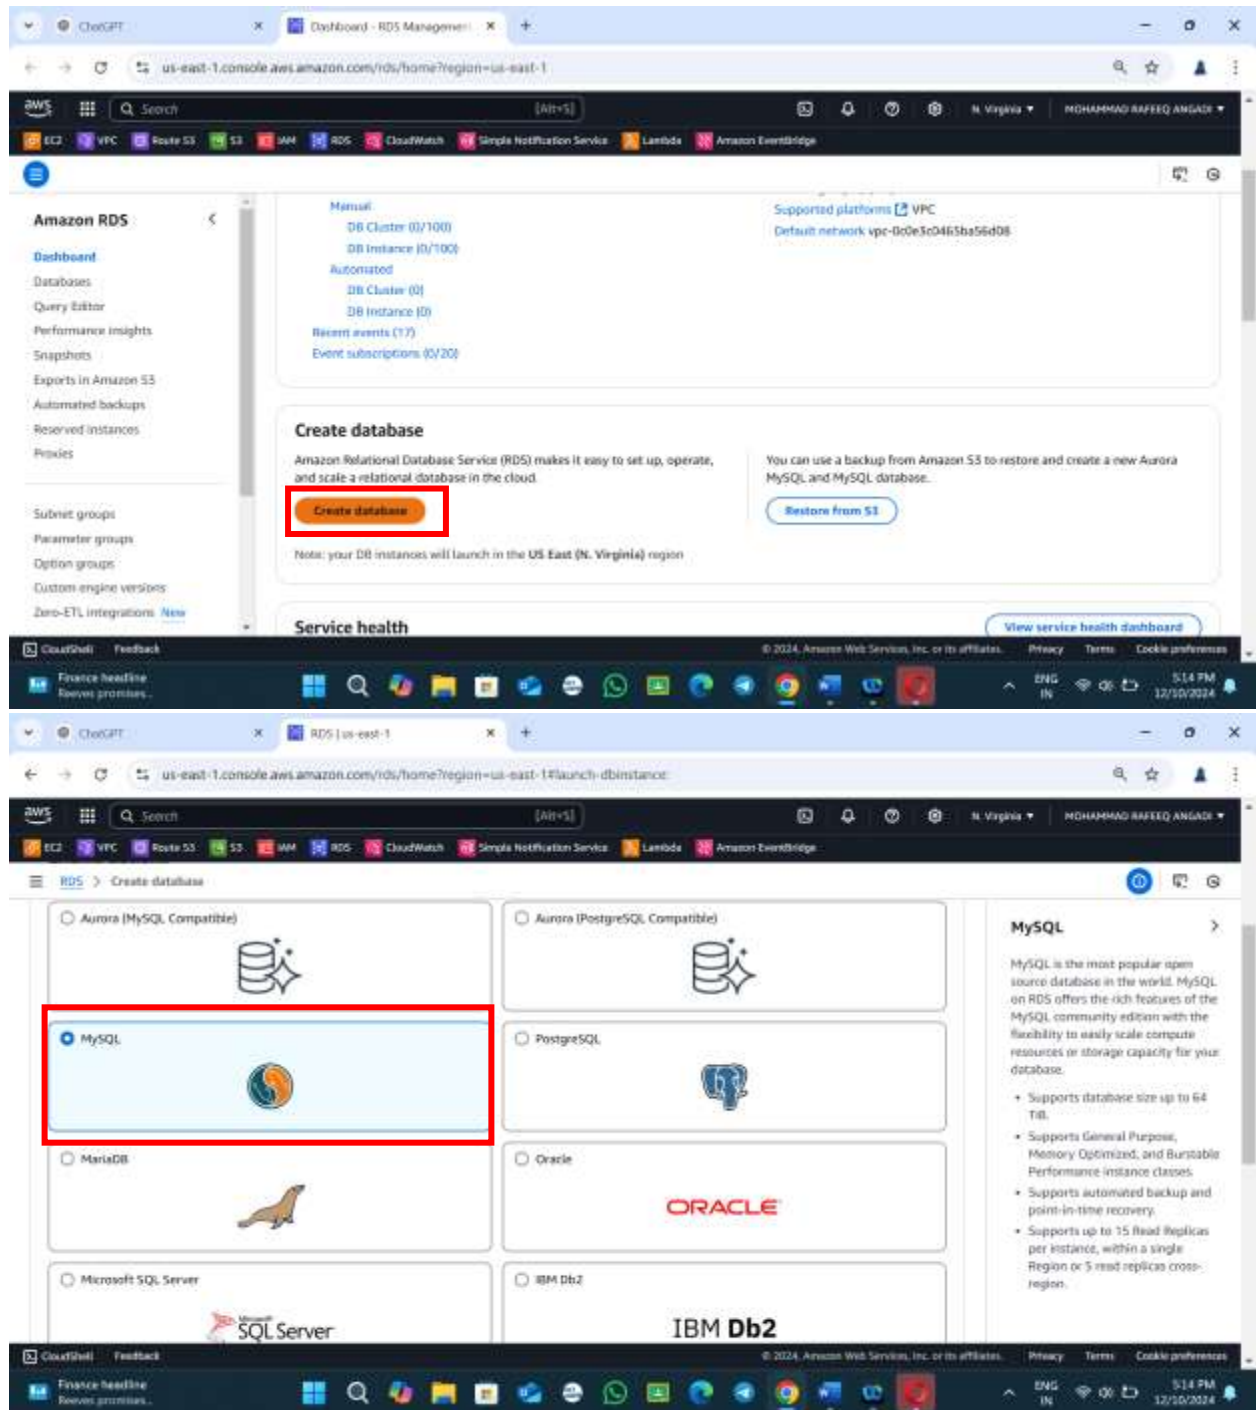 ChatGPT
Dashboard - RDS Managemen
us-east-1.console.aws.amazon.com/rds/home?region=us-east-1
aws
Search
[Alt+S]
N. Virginia
MOHAMMAD RAFEEQ ANGADI
EC2 VPC Route 53 S3 IAM RDS CloudWatch Simple Notification Service Lambda Amazon EventBridge
Amazon RDS
Dashboard
Databases
Query Editor
Performance insights
Snapshots
Exports in Amazon S3
Automated backups
Reserved instances
Proxies
Subnet groups
Parameter groups
Option groups
Custom engine versions
Zero-ETL integrations New
Manual
DB Cluster (0/100)
DB Instance (0/100)
Automated
DB Cluster (0)
DB Instance (0)
Recent events (17)
Event subscriptions (0/20)
Supported platforms VPC
Default network vpc-0c0e3c0465ba56d08
Create database
Amazon Relational Database Service (RDS) makes it easy to set up, operate,
and scale a relational database in the cloud.
Create database
Note: your DB instances will launch in the US East (N. Virginia) region
You can use a backup from Amazon S3 to restore and create a new Aurora
MySQL and MySQL database.
Restore from S3
Service health
View service health dashboard
CloudShell Feedback
© 2024, Amazon Web Services, Inc. or its affiliates. Privacy Terms Cookie preferences
Finance headline
Reeves promises...
ENG
IN
5:14 PM
12/10/2024
ChatGPT
RDS | us-east-1
us-east-1.console.aws.amazon.com/rds/home?region=us-east-1#launch-dbinstance:
aws
Search
[Alt+S]
N. Virginia
MOHAMMAD RAFEEQ ANGADI
EC2 VPC Route 53 S3 IAM RDS CloudWatch Simple Notification Service Lambda Amazon EventBridge
RDS > Create database
Aurora (MySQL Compatible)
Aurora (PostgreSQL Compatible)
MySQL
PostgreSQL
MariaDB
Oracle
ORACLE
Microsoft SQL Server
Microsoft
SQL Server
IBM Db2
IBM Db2
MySQL
MySQL is the most popular open
source database in the world. MySQL
on RDS offers the rich features of the
MySQL community edition with the
flexibility to easily scale compute
resources or storage capacity for your
database.
• Supports database size up to 64
TiB.
• Supports General Purpose,
Memory Optimized, and Burstable
Performance instance classes.
• Supports automated backup and
point-in-time recovery.
• Supports up to 15 Read Replicas
per instance, within a single
Region or 5 read replicas cross-
region.
CloudShell Feedback
© 2024, Amazon Web Services, Inc. or its affiliates. Privacy Terms Cookie preferences
Finance headline
Reeves promises...
ENG
IN
5:14 PM
12/10/2024